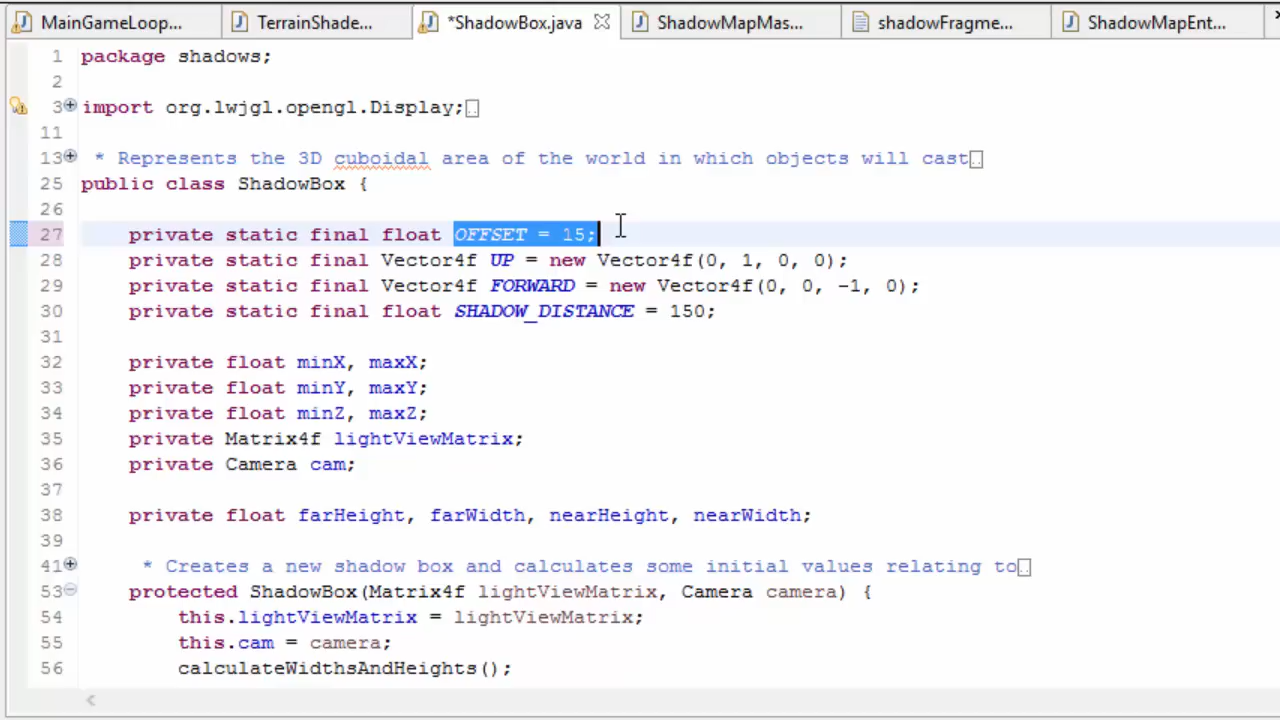 MainGameLoop... TerrainShade... *ShadowBox.java ShadowMapMas... shadowFragme... ShadowMapEnt...
1 package shadows;
2
3 import org.lwjgl.opengl.Display;
11
13 * Represents the 3D cuboidal area of the world in which objects will cast
25 public class ShadowBox {
26
27 private static final float OFFSET = 15;
28 private static final Vector4f UP = new Vector4f(0, 1, 0, 0);
29 private static final Vector4f FORWARD = new Vector4f(0, 0, -1, 0);
30 private static final float SHADOW_DISTANCE = 150;
31
32 private float minX, maxX;
33 private float minY, maxY;
34 private float minZ, maxZ;
35 private Matrix4f lightViewMatrix;
36 private Camera cam;
37
38 private float farHeight, farWidth, nearHeight, nearWidth;
39
41 * Creates a new shadow box and calculates some initial values relating to
53 protected ShadowBox(Matrix4f lightViewMatrix, Camera camera) {
54 this.lightViewMatrix = lightViewMatrix;
55 this.cam = camera;
56 calculateWidthsAndHeights();